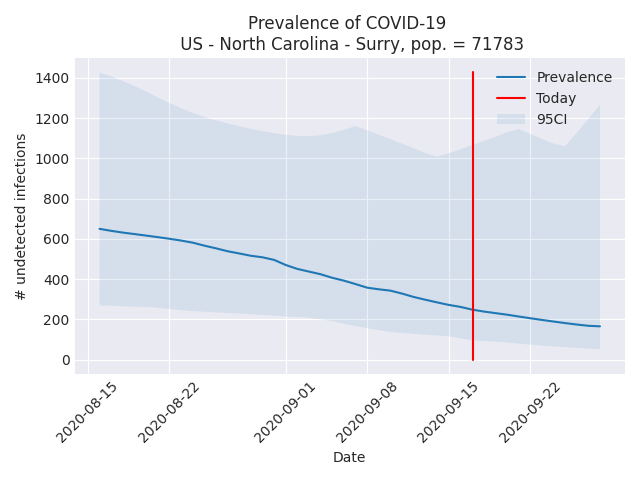 Prevalence of COVID-19
US - North Carolina - Surry, pop. = 71783
Prevalence
Today
95CI
# undetected infections
1400
1200
1000
800
600
400
200
0
2020-08-15
2020-08-22
2020-09-01
2020-09-08
2020-09-15
2020-09-22
Date